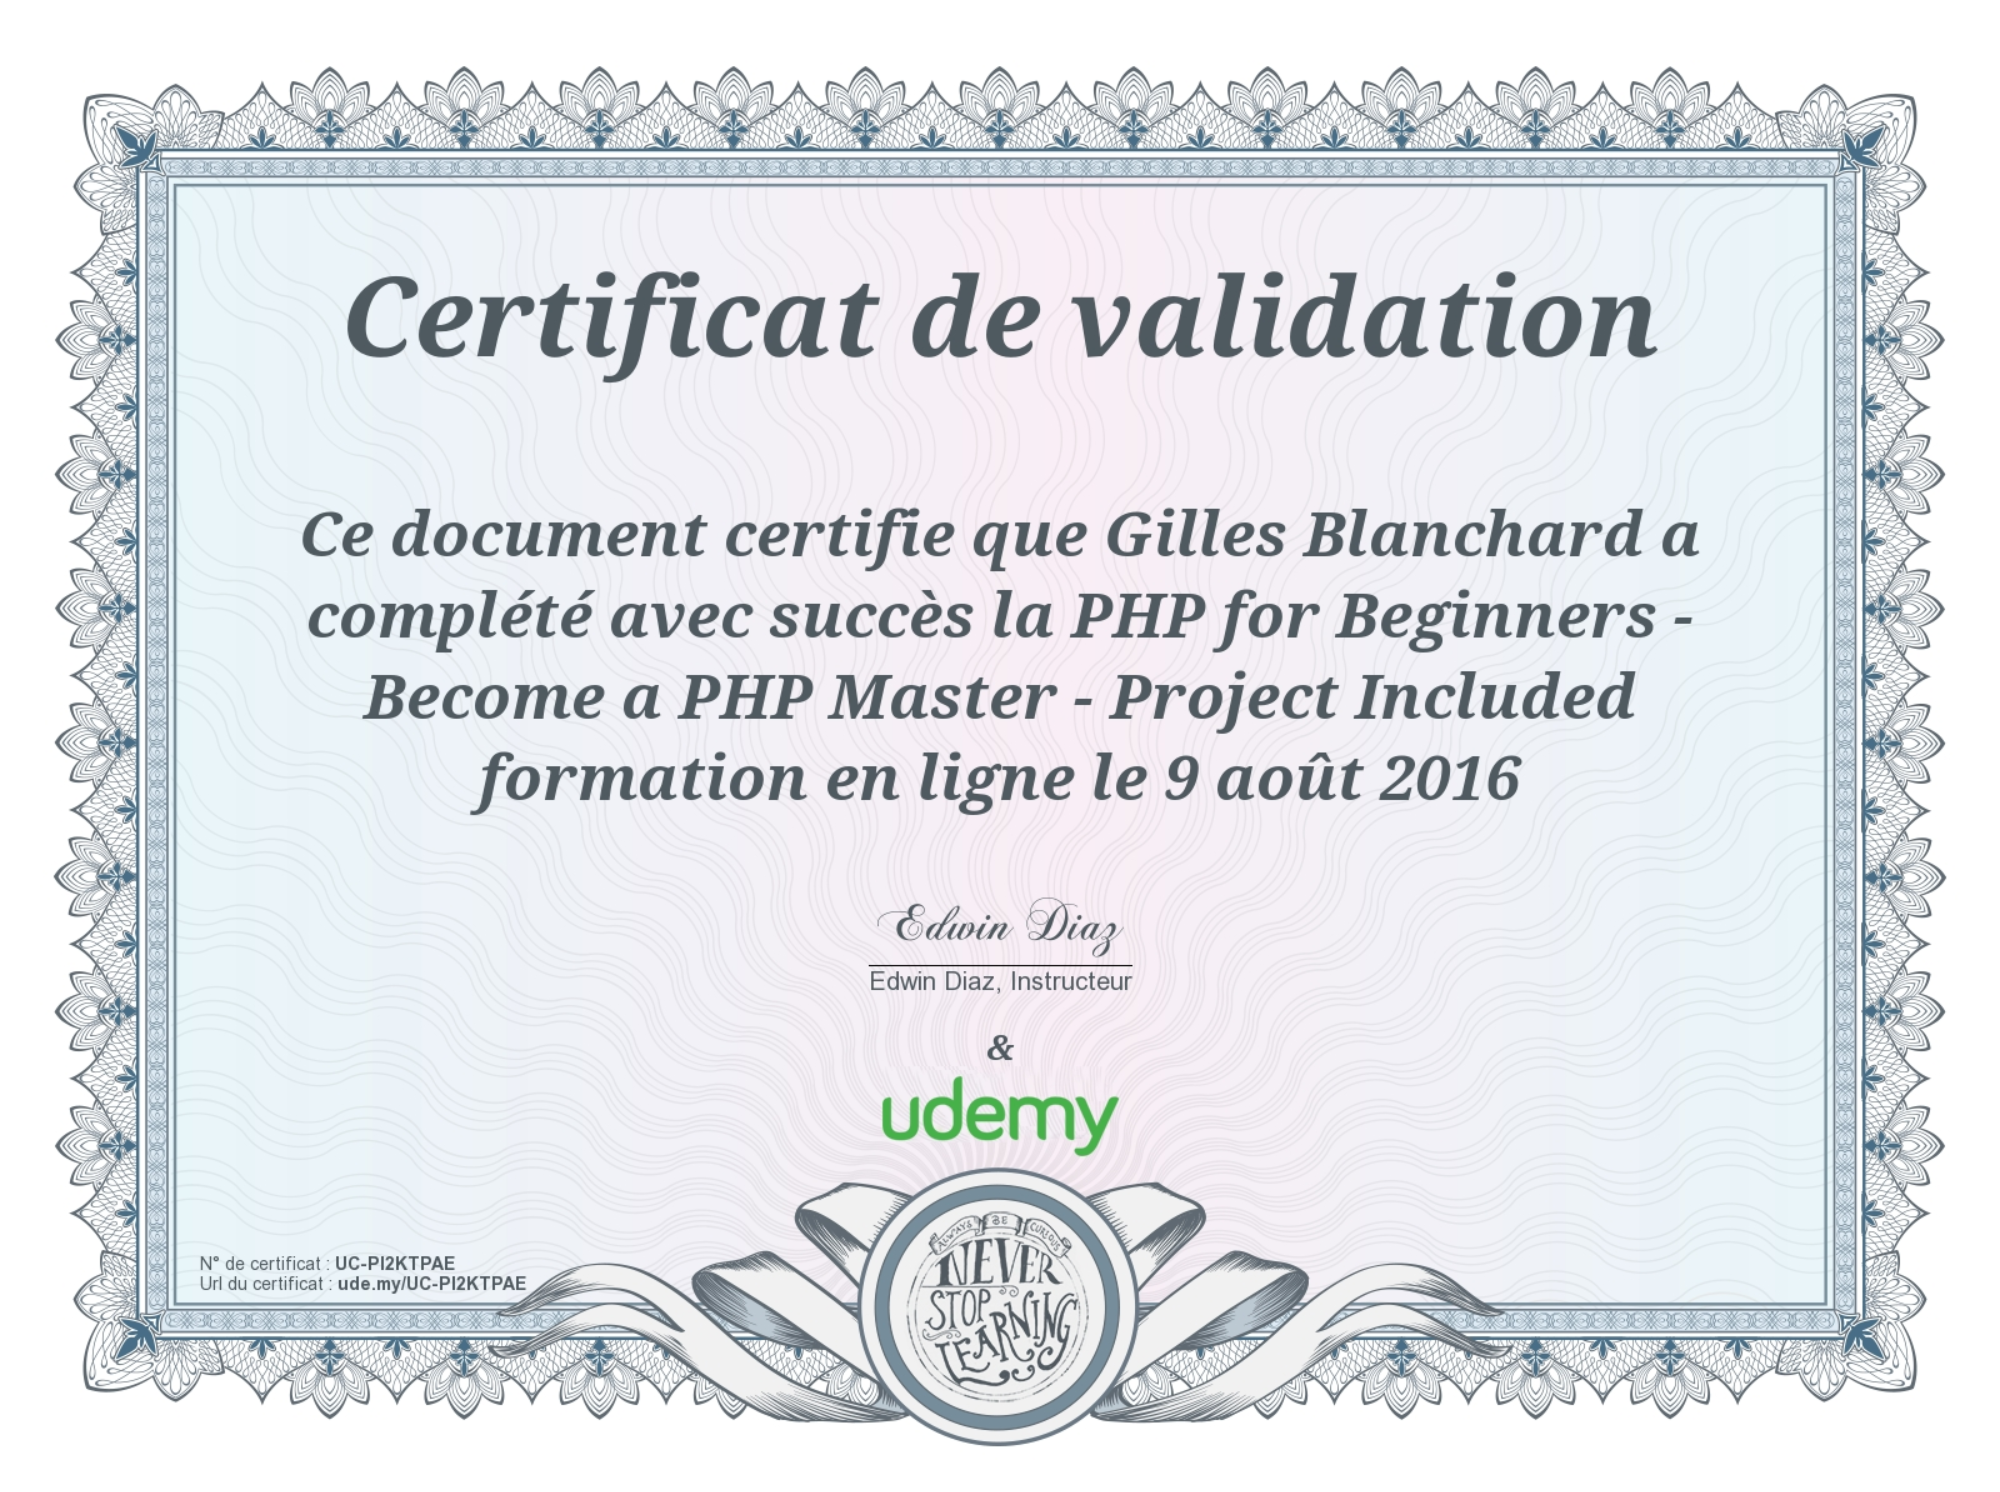 Certificat de validation
Ce document certifie que Gilles Blanchard a
complété avec succès la PHP for Beginners -
Become a PHP Master - Project Included
formation en ligne le 9 août 2016
Edwin Diaz
Edwin Diaz, Instructeur
&
udemy
ALWAYS BE CURIOUS
NEVER
STOP
LEARNING
N° de certificat : UC-PI2KTPAE
Url du certificat : ude.my/UC-PI2KTPAE